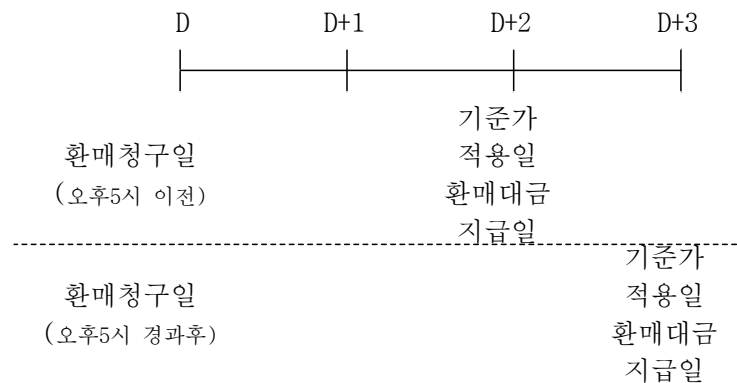 D D+1 D+2 D+3
기준가
환매청구일 적용일
(오후5시 이전) 환매대금
지급일
기준가
환매청구일 적용일
(오후5시 경과후) 환매대금
지급일